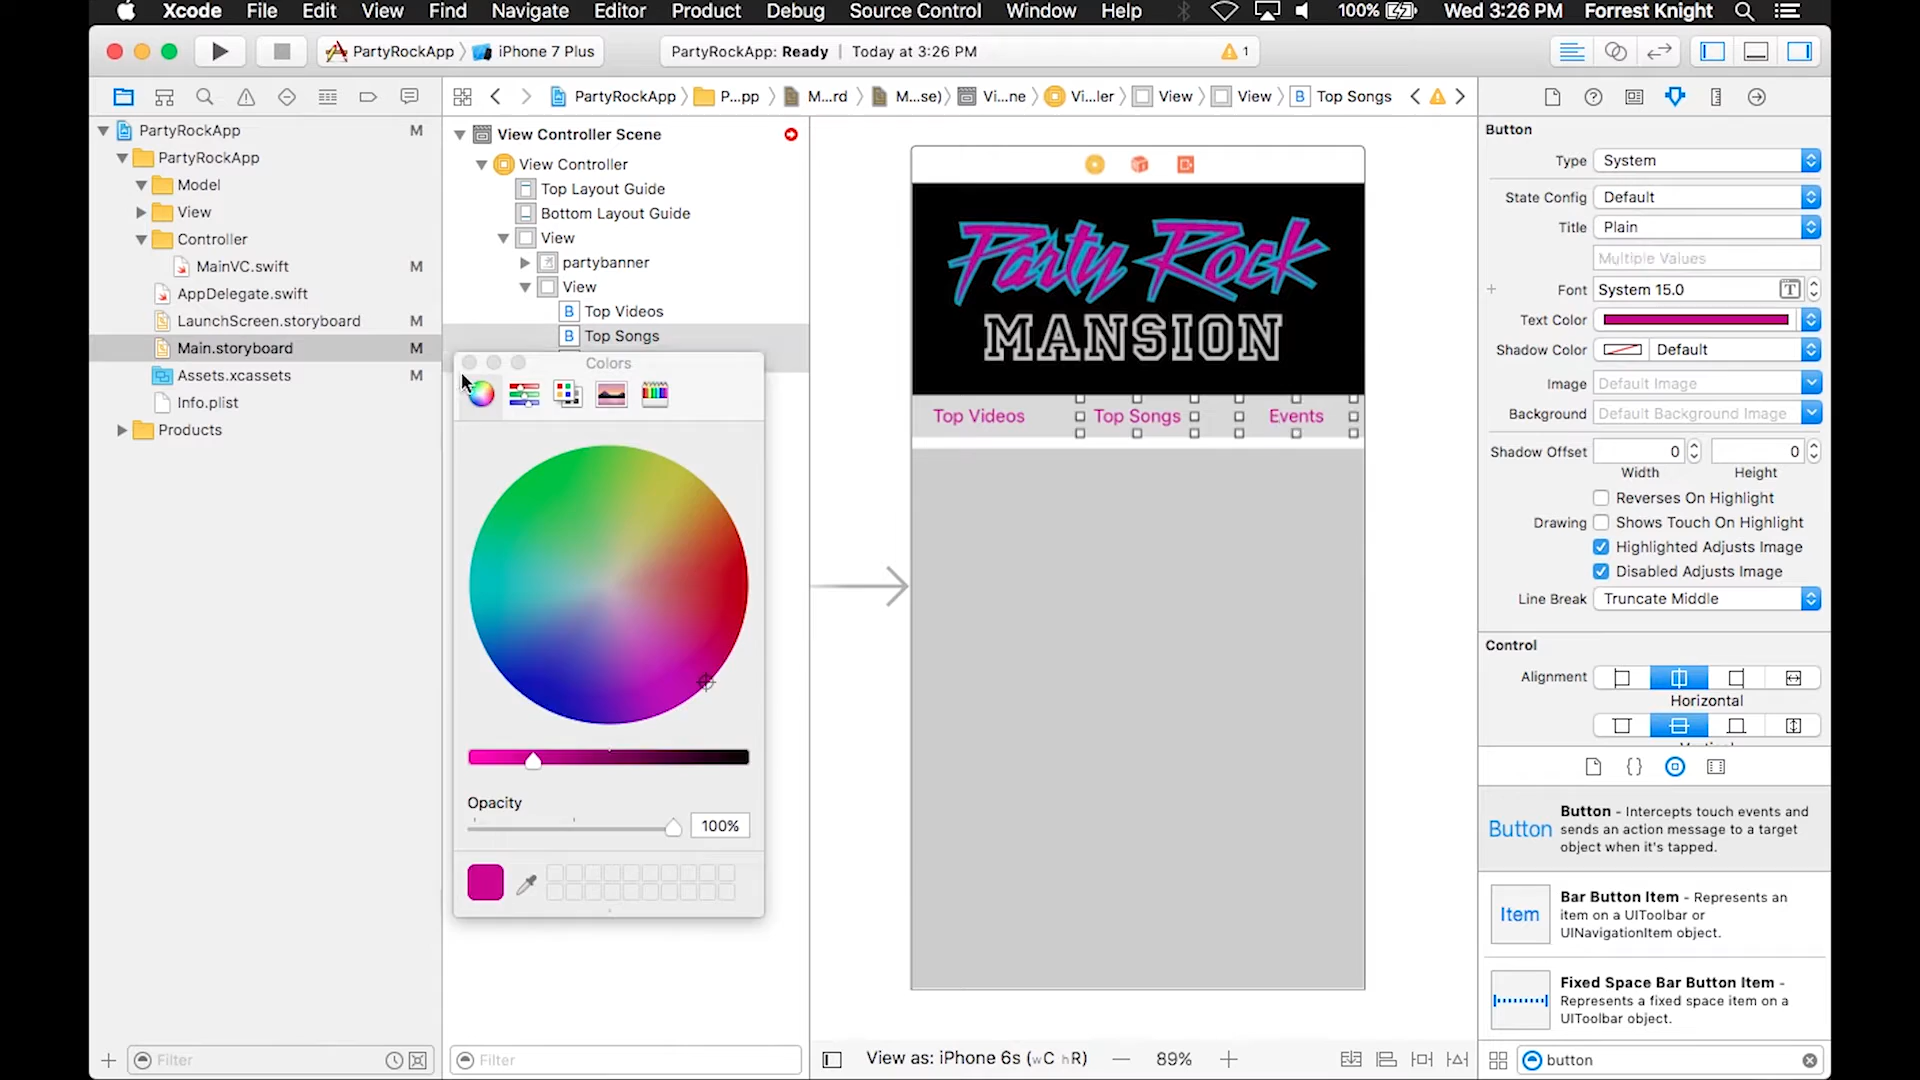 Xcode File Edit View Find Navigate Editor Product Debug Source Control Window Help 100% Wed 3:26 PM Forrest Knight
PartyRockApp iPhone 7 Plus PartyRockApp: Ready | Today at 3:26 PM 1
PartyRockApp P...pp M...rd M...se) Vi...ne Vi...ler View View B Top Songs
PartyRockApp M
PartyRockApp
Model
View
Controller
MainVC.swift M
AppDelegate.swift
LaunchScreen.storyboard M
Main.storyboard M
Assets.xcassets M
Info.plist
Products
Filter
View Controller Scene
View Controller
Top Layout Guide
Bottom Layout Guide
View
partybanner
View
B Top Videos
B Top Songs
Colors
Opacity
100%
Filter
Party Rock
MANSION
Top Videos Top Songs Events
View as: iPhone 6s (wC hR) — 89% +
Button
Type System
State Config Default
Title Plain
Multiple Values
Font System 15.0 T
Text Color
Shadow Color Default
Image Default Image
Background Default Background Image
Shadow Offset 0 0
Width Height
Reverses On Highlight
Drawing Shows Touch On Highlight
Highlighted Adjusts Image
Disabled Adjusts Image
Line Break Truncate Middle
Control
Alignment
Horizontal
Button
Button - Intercepts touch events and
sends an action message to a target
object when it's tapped.
Item
Bar Button Item - Represents an
item on a UIToolbar or
UINavigationItem object.
Fixed Space Bar Button Item -
Represents a fixed space item on a
UIToolbar object.
button